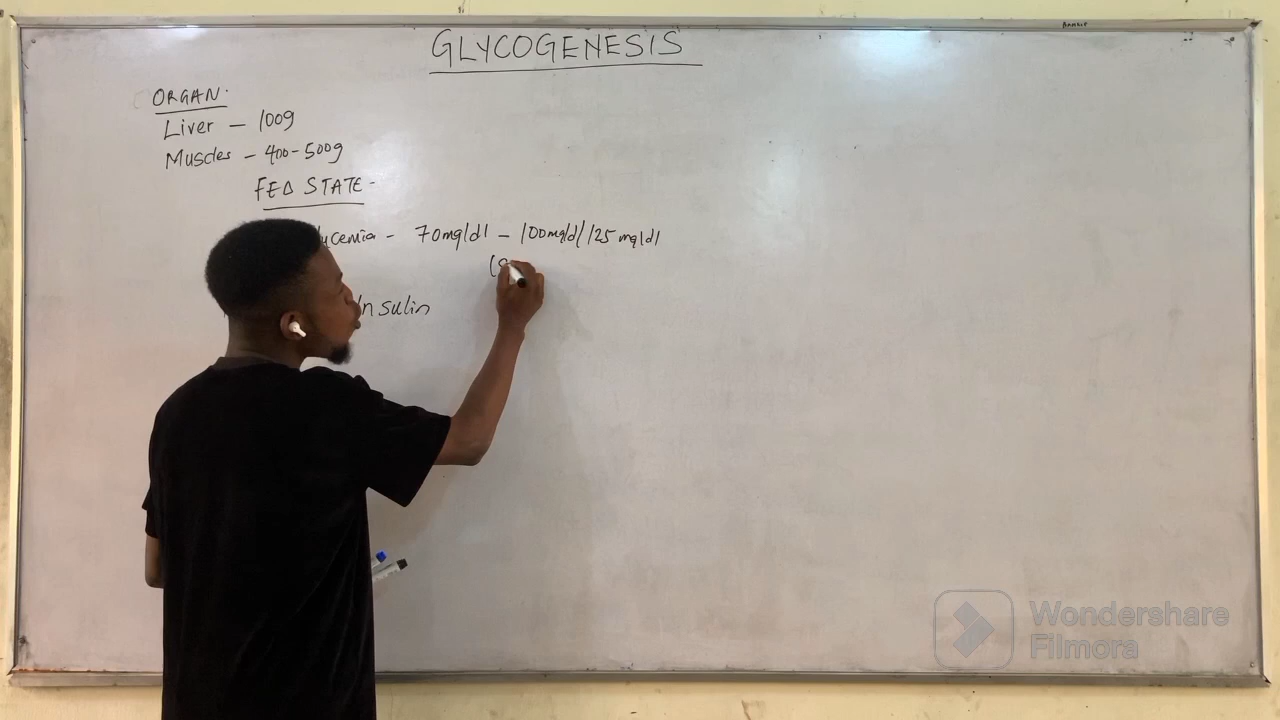 GLYCOGENESIS
ORGAN.
Liver - 100g
Muscles - 400-500g
FED STATE -
lycemia - 70mg/dl - 100mg/d/125 mg/dl
(8
Insulin
Wondershare
Filmora